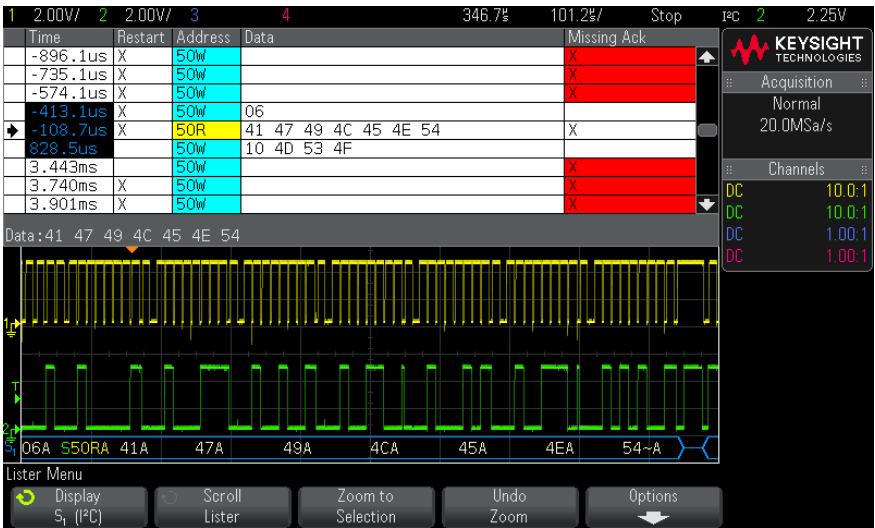 1 2.00V/ 2 2.00V/ 3 4 346.7㎲ 101.2㎲/ Stop I²C 2 2.25V
Time Restart Address Data Missing Ack
-896.1us X 50W X
-735.1us X 50W X
-574.1us X 50W X
-413.1us X 50W 06
-108.7us X 50R 41 47 49 4C 45 4E 54 X
828.5us 50W 10 4D 53 4F
3.443ms 50W X
3.740ms X 50W X
3.901ms X 50W X
Data:41 47 49 4C 45 4E 54
KEYSIGHT
TECHNOLOGIES
Acquisition
Normal
20.0MSa/s
Channels
DC 10.0:1
DC 10.0:1
DC 1.00:1
DC 1.00:1
1
T
2
S₁ 06A S50RA 41A 47A 49A 4CA 45A 4EA 54~A
Lister Menu
Display
S₁ (I²C)
Scroll
Lister
Zoom to
Selection
Undo
Zoom
Options